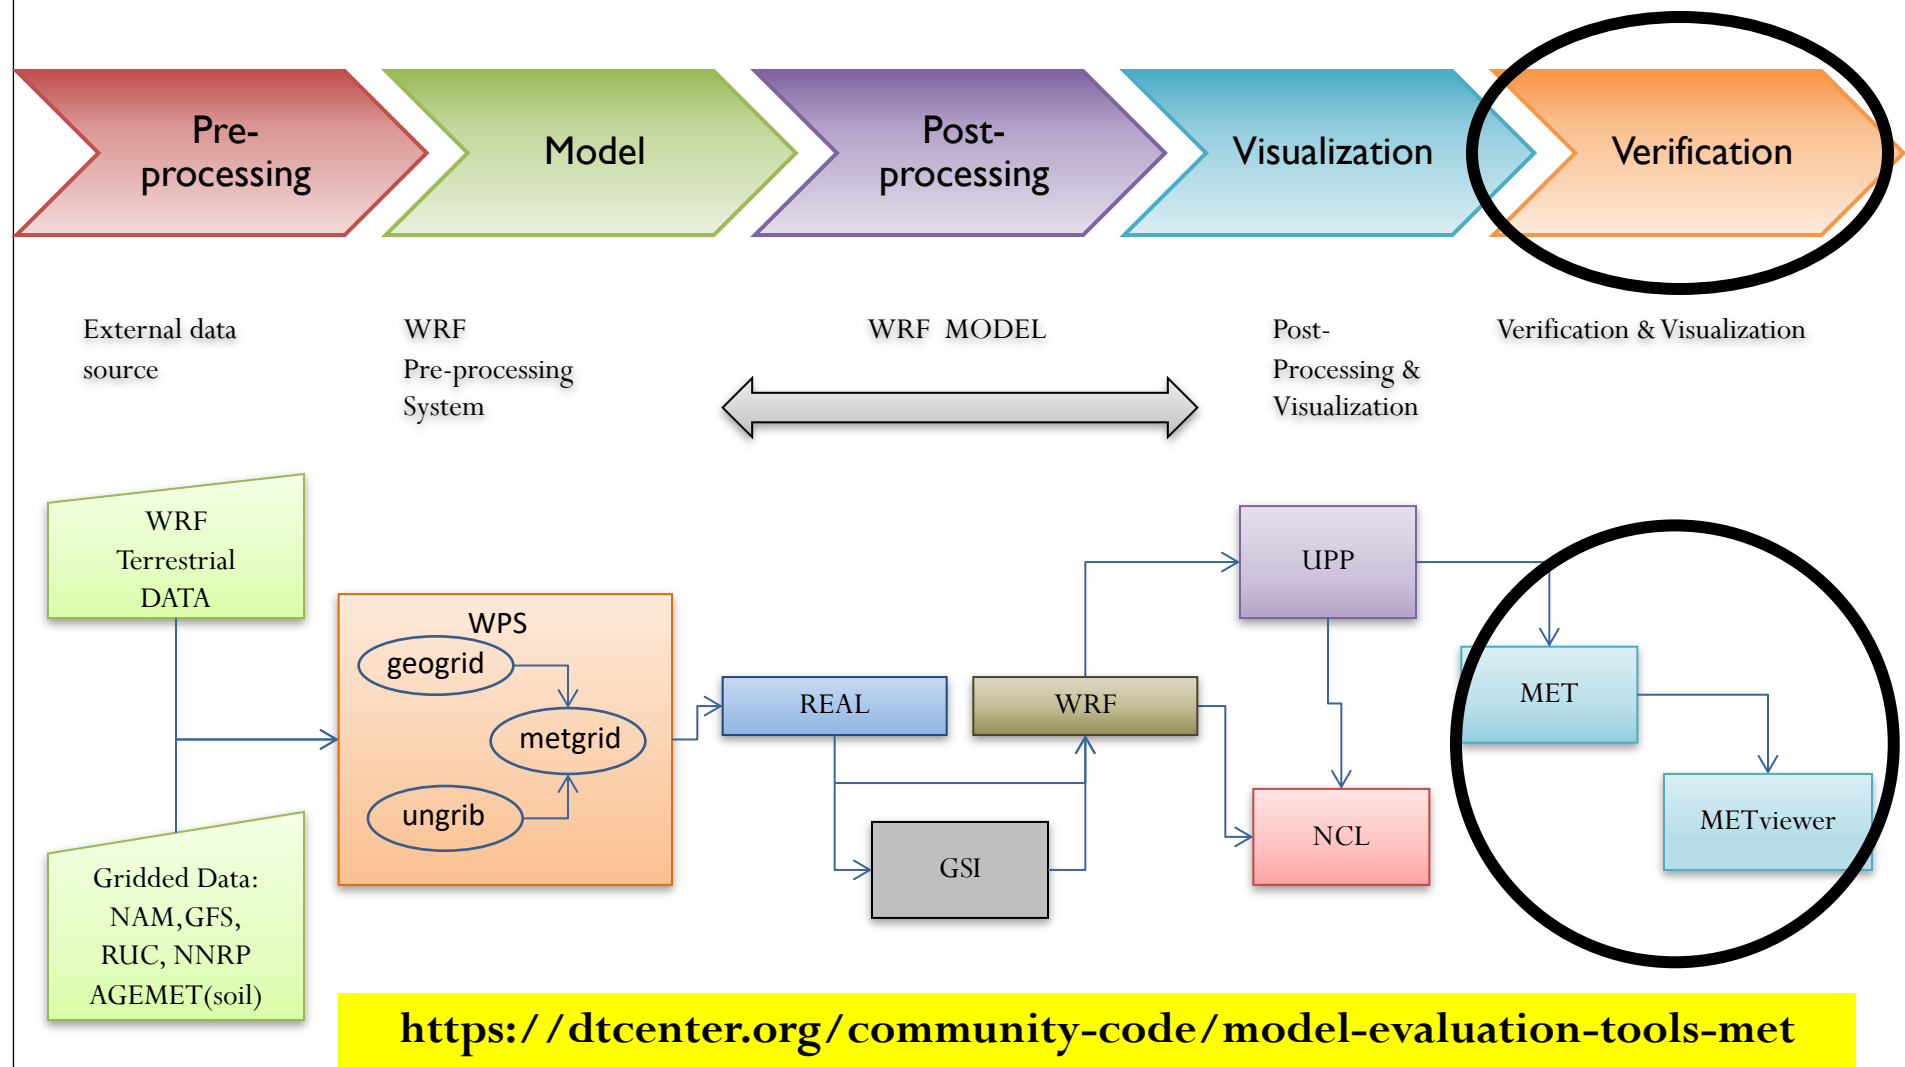 Pre-
processing
Model
Post-
processing
Visualization
Verification
External data
source
WRF
Pre-processing
System
WRF MODEL
Post-
Processing &
Visualization
Verification & Visualization
WRF
Terrestrial
DATA
WPS
geogrid
metgrid
ungrib
REAL
GSI
WRF
UPP
NCL
MET
METviewer
Gridded Data:
NAM,GFS,
RUC, NNRP
AGEMET(soil)
https://dtcenter.org/community-code/model-evaluation-tools-met